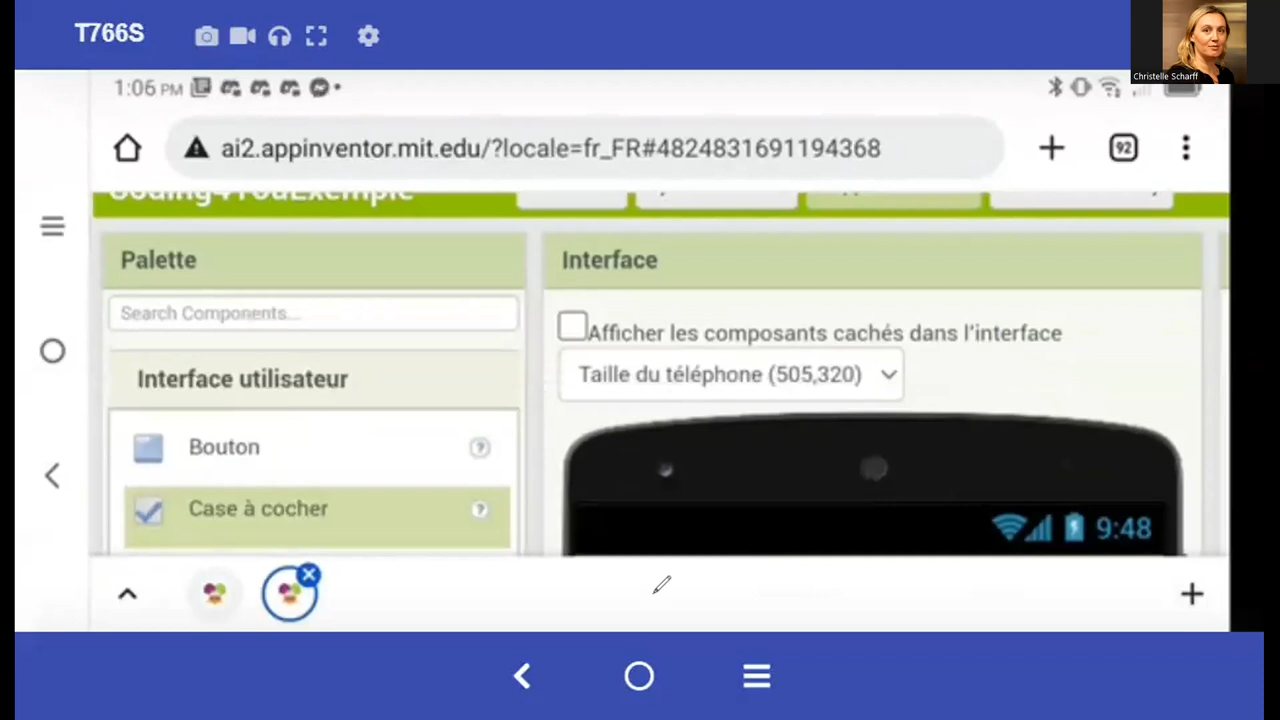 T766S
Christelle Scharff
1:06 PM
ai2.appinventor.mit.edu/?locale=fr_FR#4824831691194368
92
Palette
Interface
Search Components...
Afficher les composants cachés dans l'interface
Interface utilisateur
Taille du téléphone (505,320)
Bouton
?
Case à cocher
?
9:48